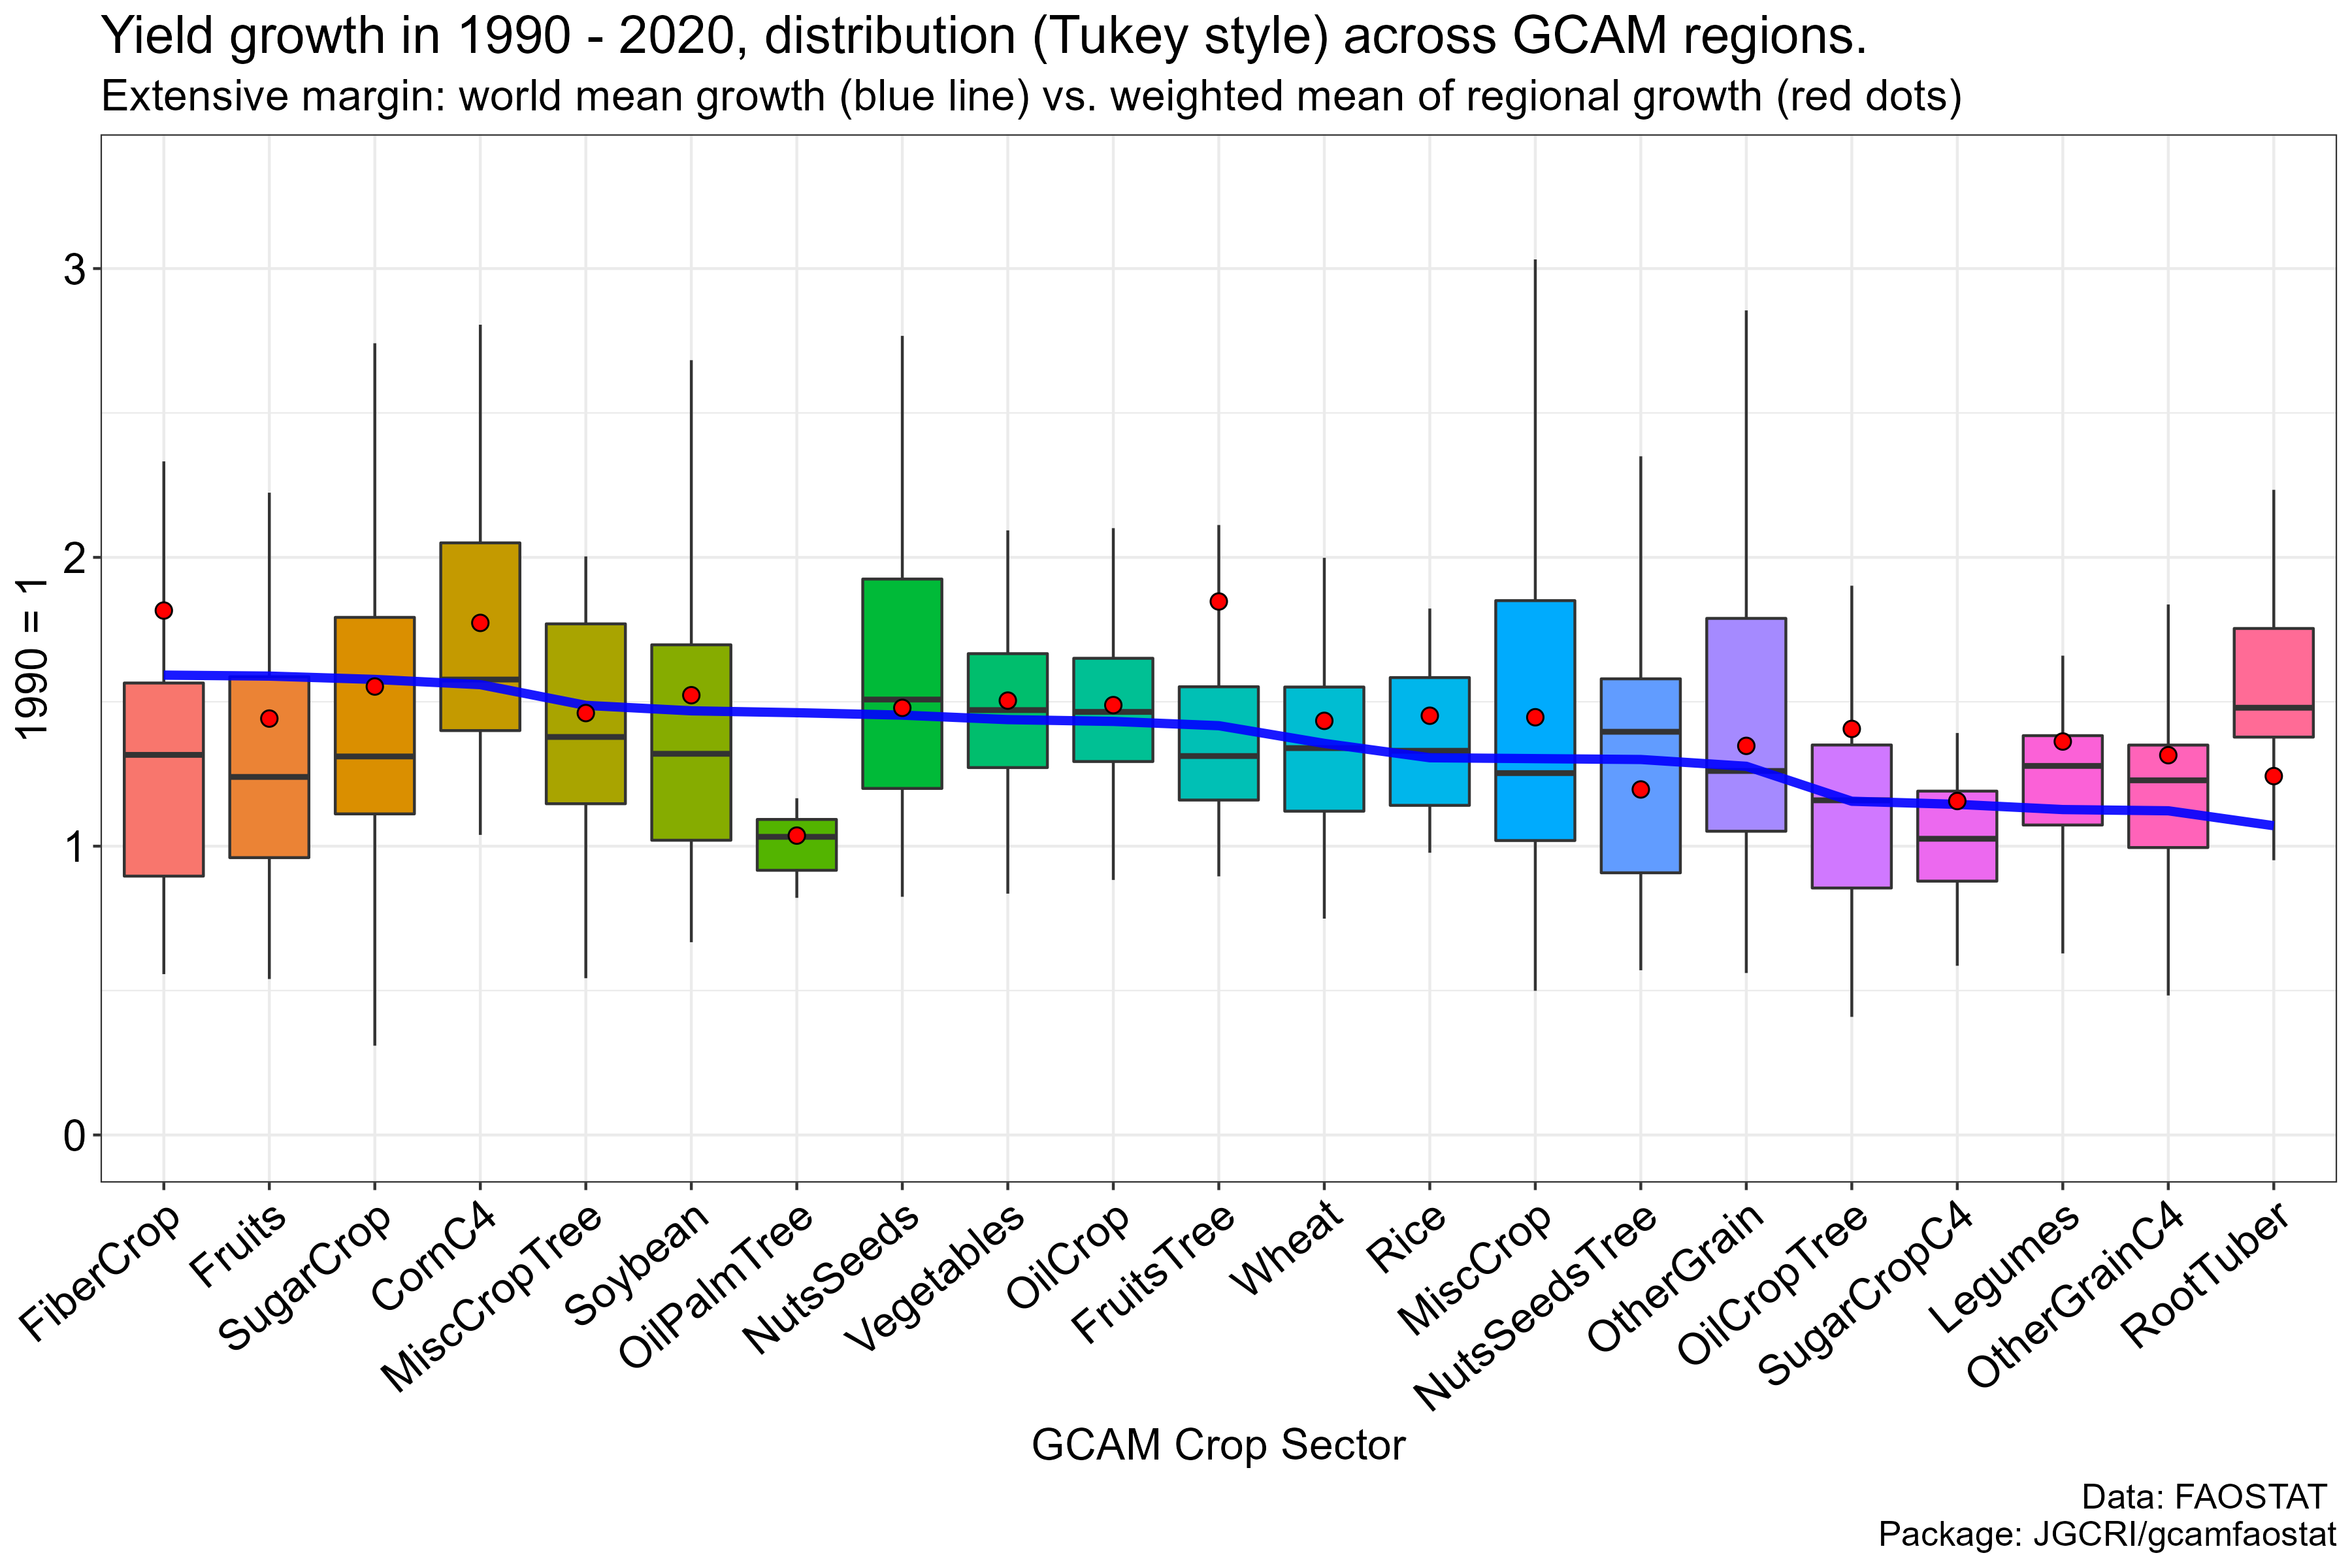 Yield growth in 1990 - 2020, distribution (Tukey style) across GCAM regions.
Extensive margin: world mean growth (blue line) vs. weighted mean of regional growth (red dots)
1990 = 1
3
2
1
0
FiberCrop
Fruits
SugarCrop
CornC4
MiscCropTree
Soybean
OilPalmTree
NutsSeeds
Vegetables
OilCrop
FruitsTree
Wheat
Rice
MiscCrop
NutsSeedsTree
OtherGrain
OilCropTree
SugarCropC4
Legumes
OtherGrainC4
RootTuber
GCAM Crop Sector
Data: FAOSTAT
Package: JGCRI/gcamfaostat